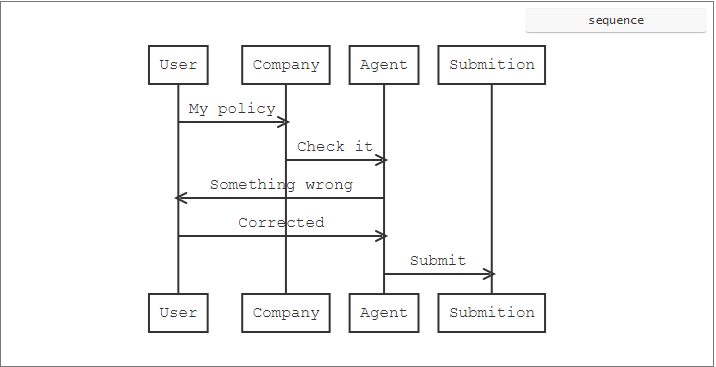 sequence
User
Company
Agent
Submition
My policy
Check it
Something wrong
Corrected
Submit
User
Company
Agent
Submition